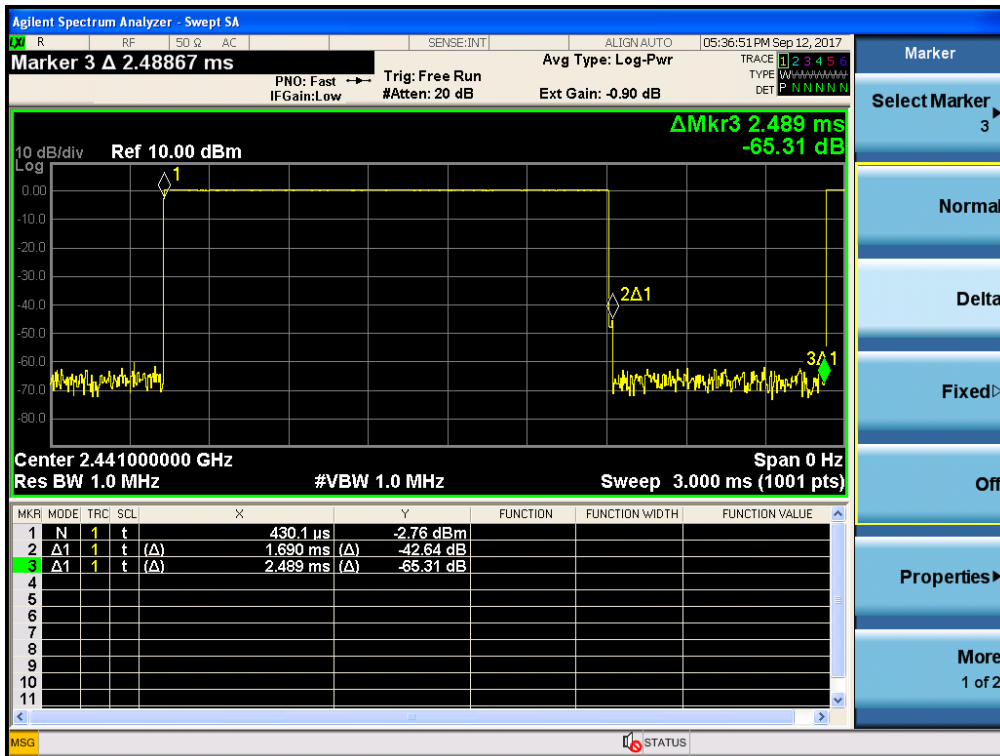 Agilent Spectrum Analyzer - Swept SA
LXI R RF 50 Ω AC SENSE:INT ALIGN AUTO 05:36:51 PM Sep 12, 2017
Marker 3 Δ 2.48867 ms
PNO: Fast
IFGain:Low
Trig: Free Run
#Atten: 20 dB
Avg Type: Log-Pwr
Ext Gain: -0.90 dB
TRACE 1 2 3 4 5 6
TYPE W
DET P N N N N N
ΔMkr3 2.489 ms
-65.31 dB
10 dB/div Ref 10.00 dBm
Log
0.00
-10.0
-20.0
-30.0
-40.0
-50.0
-60.0
-70.0
-80.0
1
2Δ1
3Δ1
Center 2.441000000 GHz Span 0 Hz
Res BW 1.0 MHz #VBW 1.0 MHz Sweep 3.000 ms (1001 pts)
MKR MODE TRC SCL X Y FUNCTION FUNCTION WIDTH FUNCTION VALUE
1 N 1 t 430.1 µs -2.76 dBm
2 Δ1 1 t (Δ) 1.690 ms (Δ) -42.64 dB
3 Δ1 1 t (Δ) 2.489 ms (Δ) -65.31 dB
4
5
6
7
8
9
10
11
MSG STATUS
Marker
Select Marker
3
Normal
Delta
Fixed
Off
Properties
More
1 of 2